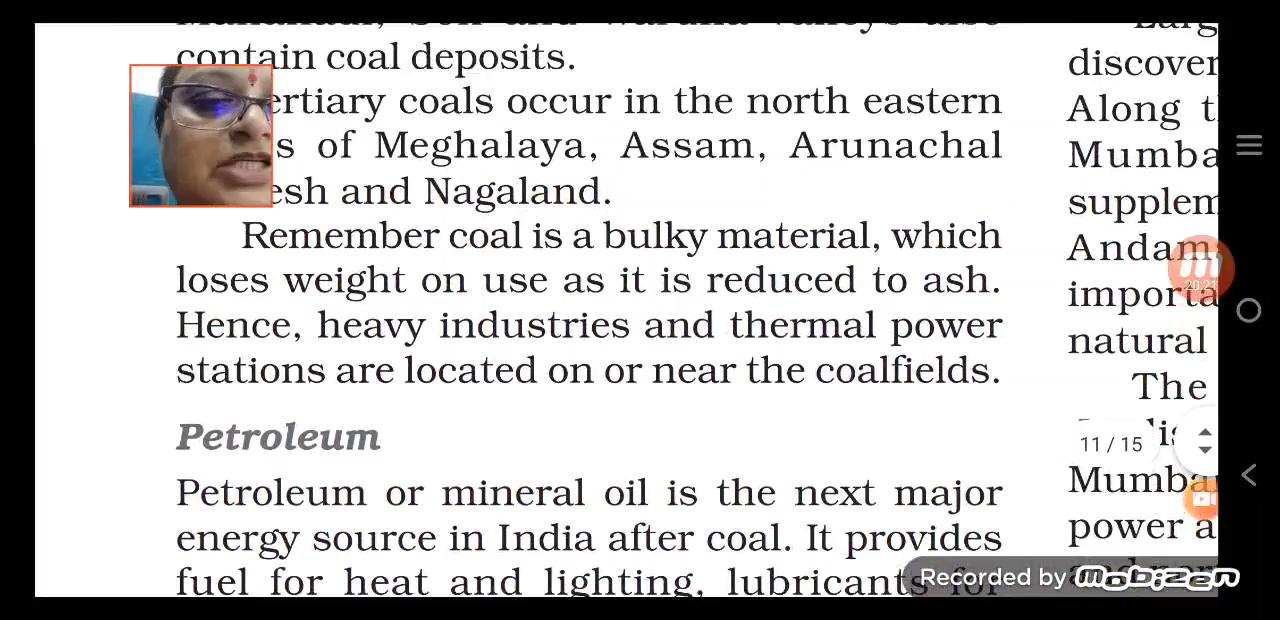 contain coal deposits.
ertiary coals occur in the north eastern
s of Meghalaya, Assam, Arunachal
esh and Nagaland.
Remember coal is a bulky material, which
loses weight on use as it is reduced to ash.
Hence, heavy industries and thermal power
stations are located on or near the coalfields.
Petroleum
Petroleum or mineral oil is the next major
energy source in India after coal. It provides
fuel for heat and lighting, lubricants for
discover
Along t
Mumba
supplem
Andam
importa
natural
The
Mumba
power a
20:21
11 / 15
Recorded by mobizen